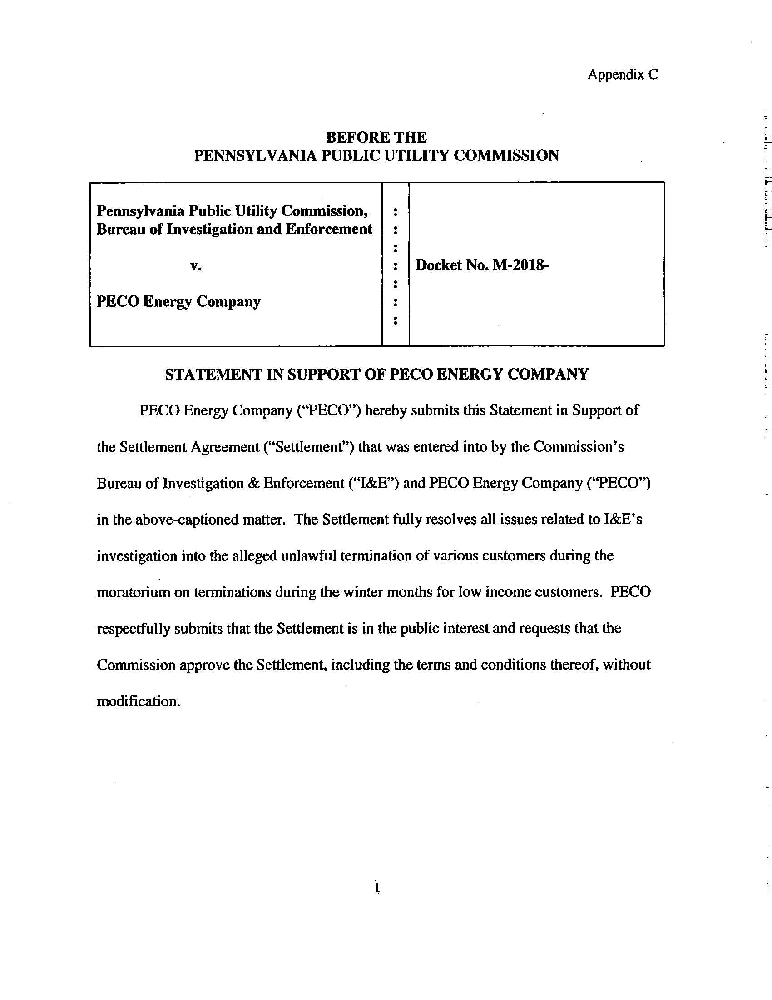 Appendix C
BEFORE THE
PENNSYLVANIA PUBLIC UTILITY COMMISSION
Pennsylvania Public Utility Commission, :
Bureau of Investigation and Enforcement :
:
v. : Docket No. M-2018-
:
PECO Energy Company :
:
STATEMENT IN SUPPORT OF PECO ENERGY COMPANY
PECO Energy Company (“PECO”) hereby submits this Statement in Support of
the Settlement Agreement (“Settlement”) that was entered into by the Commission’s
Bureau of Investigation & Enforcement (“I&E”) and PECO Energy Company (“PECO”)
in the above-captioned matter. The Settlement fully resolves all issues related to I&E’s
investigation into the alleged unlawful termination of various customers during the
moratorium on terminations during the winter months for low income customers. PECO
respectfully submits that the Settlement is in the public interest and requests that the
Commission approve the Settlement, including the terms and conditions thereof, without
modification.
1